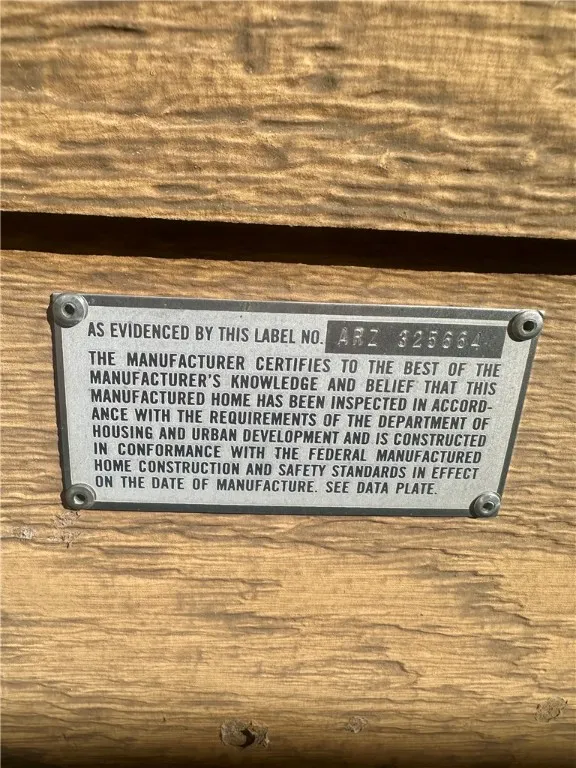 AS EVIDENCED BY THIS LABEL NO. ARZ 325664
THE MANUFACTURER CERTIFIES TO THE BEST OF THE
MANUFACTURER'S KNOWLEDGE AND BELIEF THAT THIS
MANUFACTURED HOME HAS BEEN INSPECTED IN ACCORD-
ANCE WITH THE REQUIREMENTS OF THE DEPARTMENT OF
HOUSING AND URBAN DEVELOPMENT AND IS CONSTRUCTED
IN CONFORMANCE WITH THE FEDERAL MANUFACTURED
HOME CONSTRUCTION AND SAFETY STANDARDS IN EFFECT
ON THE DATE OF MANUFACTURE. SEE DATA PLATE.